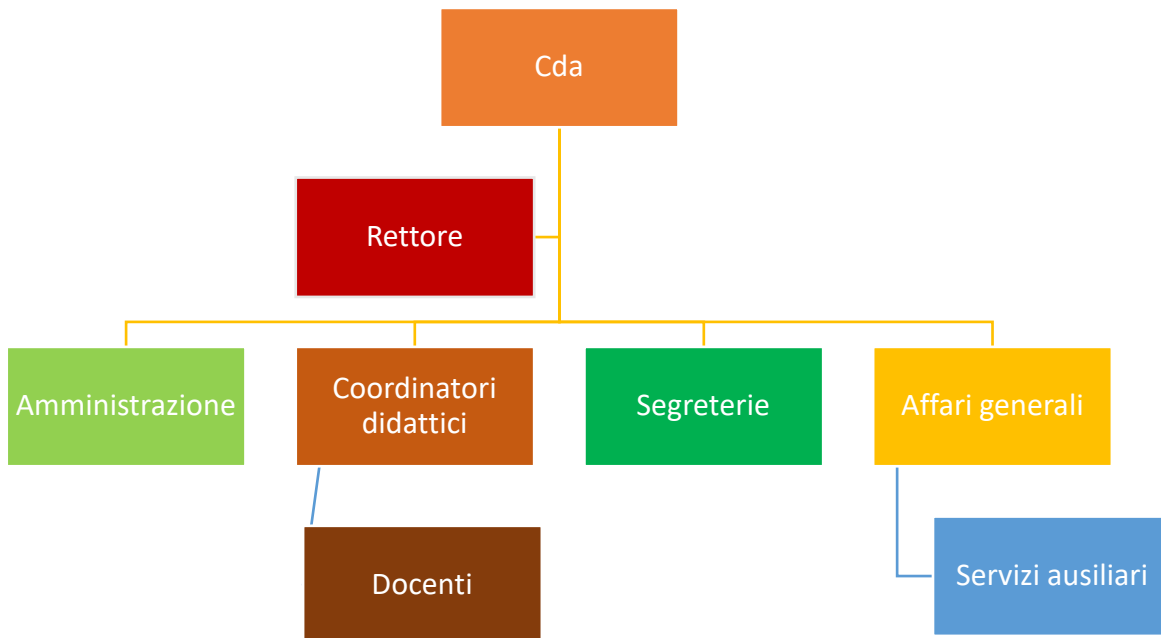 Cda
Rettore
Amministrazione
Coordinatori
didattici
Segreterie
Affari generali
Docenti
Servizi ausiliari